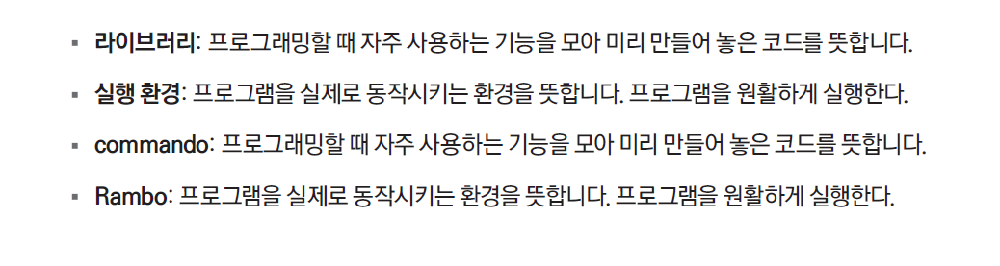 ▪ 라이브러리: 프로그래밍할 때 자주 사용하는 기능을 모아 미리 만들어 놓은 코드를 뜻합니다.
▪ 실행 환경: 프로그램을 실제로 동작시키는 환경을 뜻합니다. 프로그램을 원활하게 실행한다.
▪ commando: 프로그래밍할 때 자주 사용하는 기능을 모아 미리 만들어 놓은 코드를 뜻합니다.
▪ Rambo: 프로그램을 실제로 동작시키는 환경을 뜻합니다. 프로그램을 원활하게 실행한다.